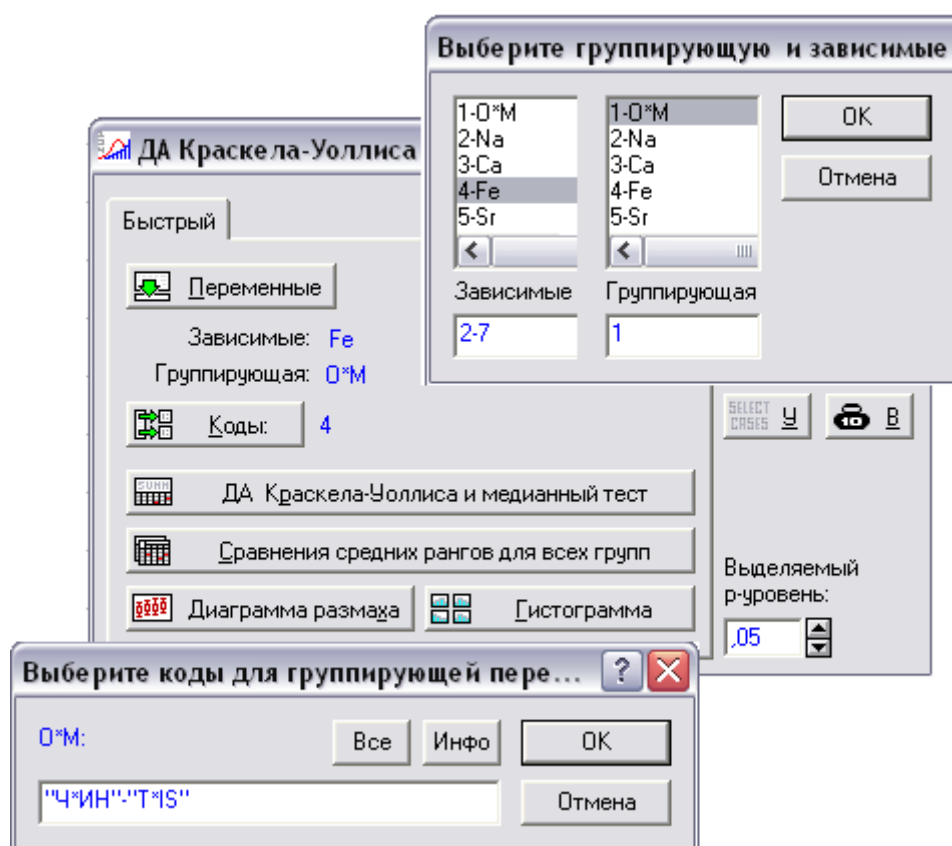 Выберите группирующую и зависимые
1-O*M
2-Na
3-Ca
4-Fe
5-Sr
1-O*M
2-Na
3-Ca
4-Fe
5-Sr
OK
Отмена
Зависимые
Группирующая
2-7
1
ДА Краскела-Уоллиса
Быстрый
Переменные
Зависимые: Fe
Группирующая: O*M
Коды: 4
SELECT CASES У
В
ДА Краскела-Уоллиса и медианный тест
Сравнения средних рангов для всех групп
Диаграмма размаха
Гистограмма
Выделяемый
p-уровень:
,05
Выберите коды для группирующей пере...
O*M:
Все
Инфо
OK
"Ч*ИН"-"T*IS"
Отмена